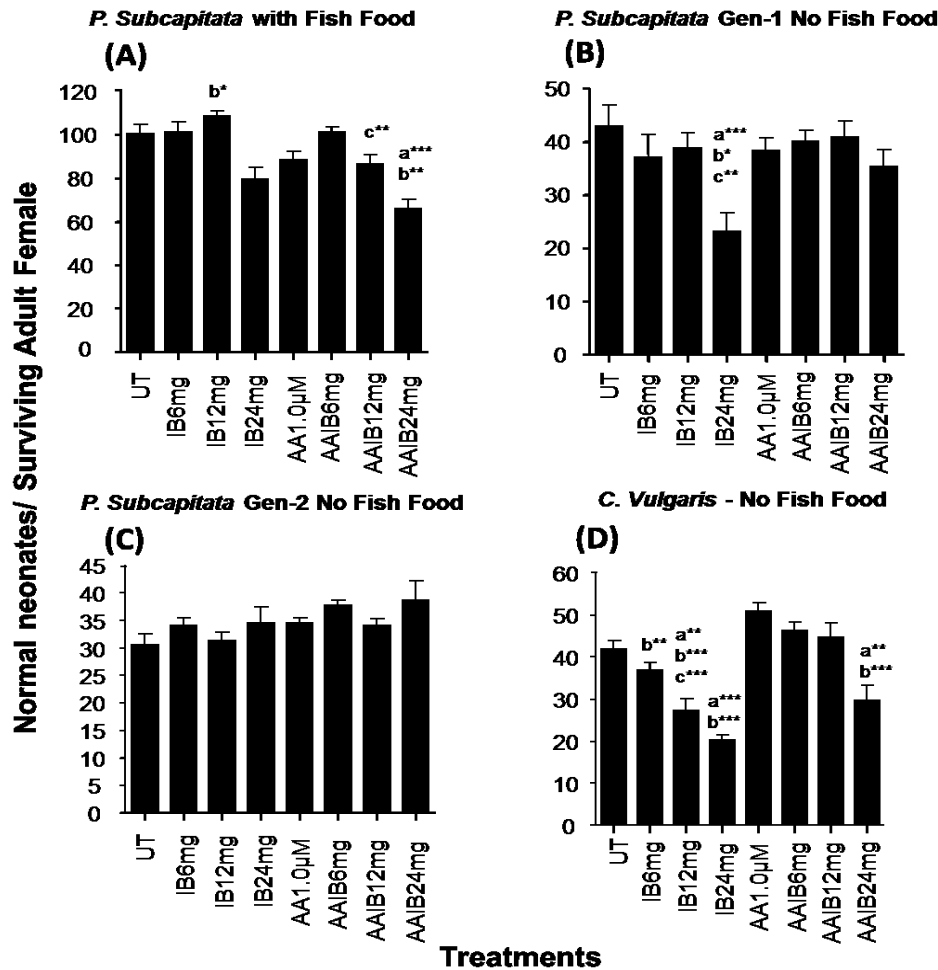 P. Subcapitata with Fish Food
(A)
120
100
80
60
40
20
0
b*
c**
a***
b**
UT
IB6mg
IB12mg
IB24mg
AA1.0µM
AAIB6mg
AAIB12mg
AAIB24mg
P. Subcapitata Gen-1 No Fish Food
(B)
50
40
30
20
10
0
a***
b*
c**
UT
IB6mg
IB12mg
IB24mg
AA1.0µM
AAIB6mg
AAIB12mg
AAIB24mg
Normal neonates/ Surviving Adult Female
P. Subcapitata Gen-2 No Fish Food
(C)
45
40
35
30
25
20
15
10
5
0
UT
IB6mg
IB12mg
IB24mg
AA1.0µM
AAIB6mg
AAIB12mg
AAIB24mg
C. Vulgaris - No Fish Food
(D)
60
50
40
30
20
10
0
b**
a**
b***
c***
a***
b***
a**
b***
UT
IB6mg
IB12mg
IB24mg
AA1.0µM
AAIB6mg
AAIB12mg
AAIB24mg
Treatments